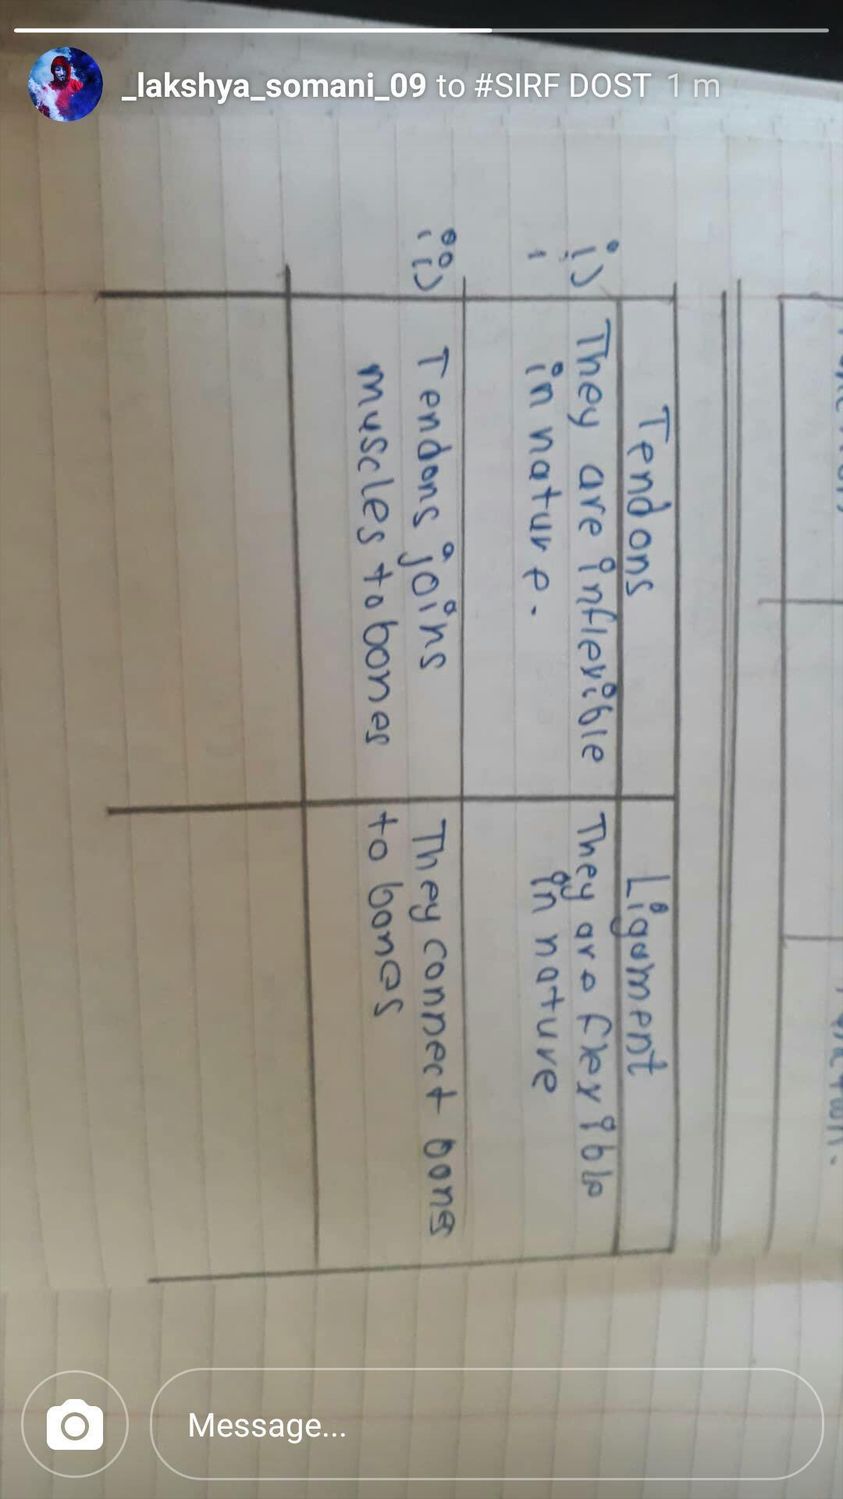 _lakshya_somani_09 to #SIRF DOST 1 m
Tendons
Ligament
i) They are inflexible
in nature.
They are flexible
in nature
ii) Tendons joins
muscles to bones
They connect bones
to bones
Message...